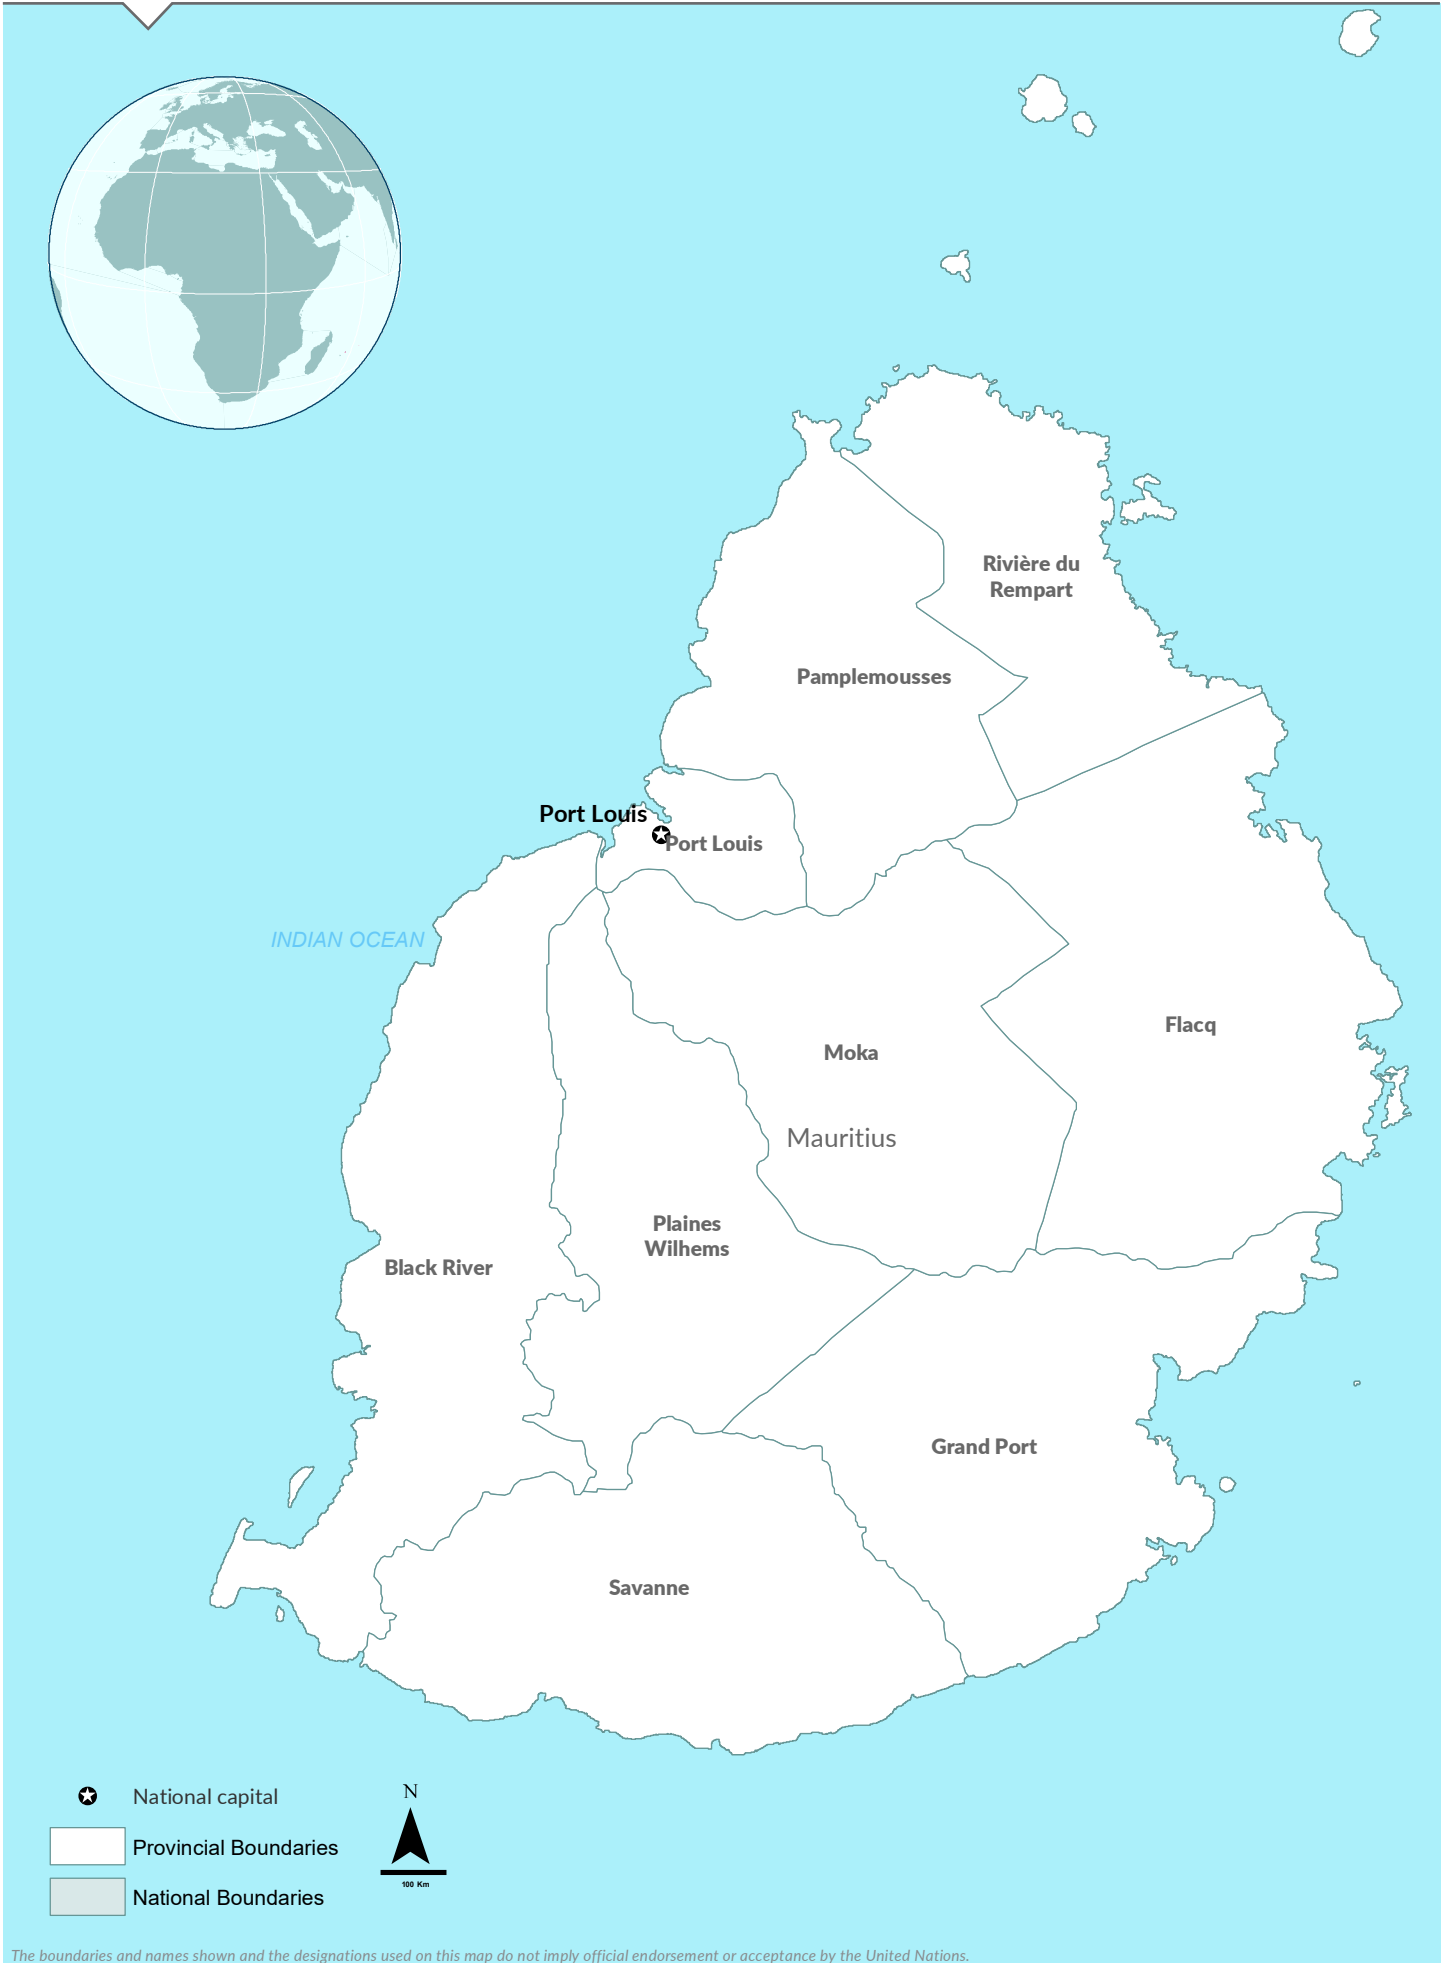 Rivière du
Rempart
Pamplemousses
Port Louis
Port Louis
INDIAN OCEAN
Flacq
Moka
Mauritius
Plaines
Wilhems
Black River
Grand Port
Savanne
National capital
N
Provincial Boundaries
100 Km
National Boundaries
The boundaries and names shown and the designations used on this map do not imply official endorsement or acceptance by the United Nations.